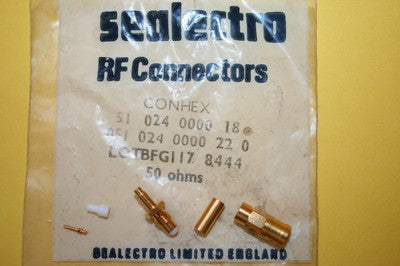 sealectro
RF Connectors
CONHEX
51 024 0000 18
051 024 0000 22 0
LOTBFG117 8444
50 ohms
SEALECTRO LIMITED ENGLAND